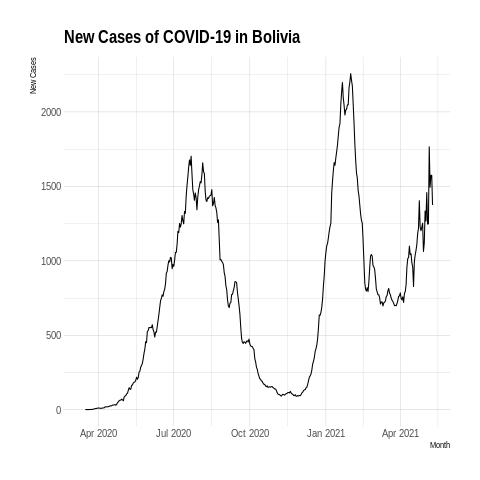 New Cases of COVID-19 in Bolivia
New Cases
2000
1500
1000
500
0
Apr 2020 Jul 2020 Oct 2020 Jan 2021 Apr 2021
Month